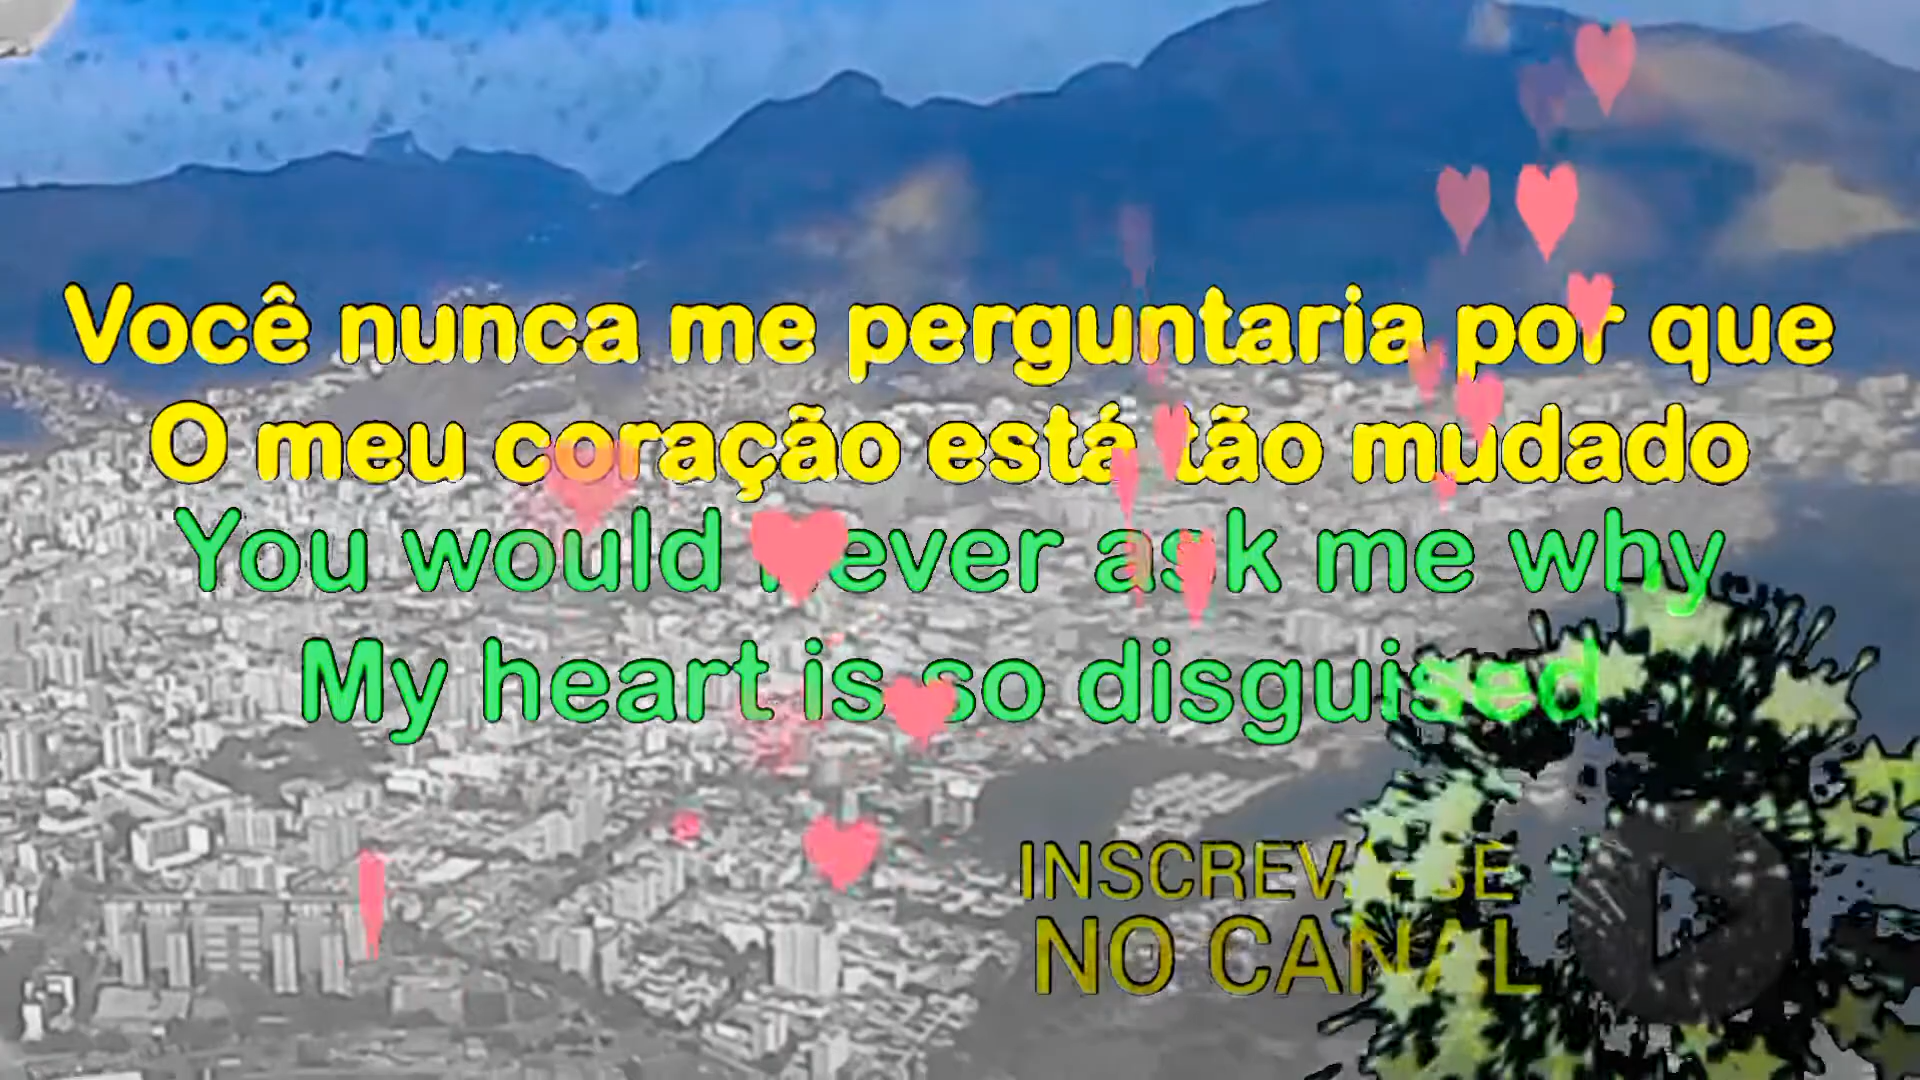 Você nunca me perguntaria por que
O meu coração está tão mudado
You would never ask me why
My heart is so disguised
INSCREVA-SE
NO CANAL